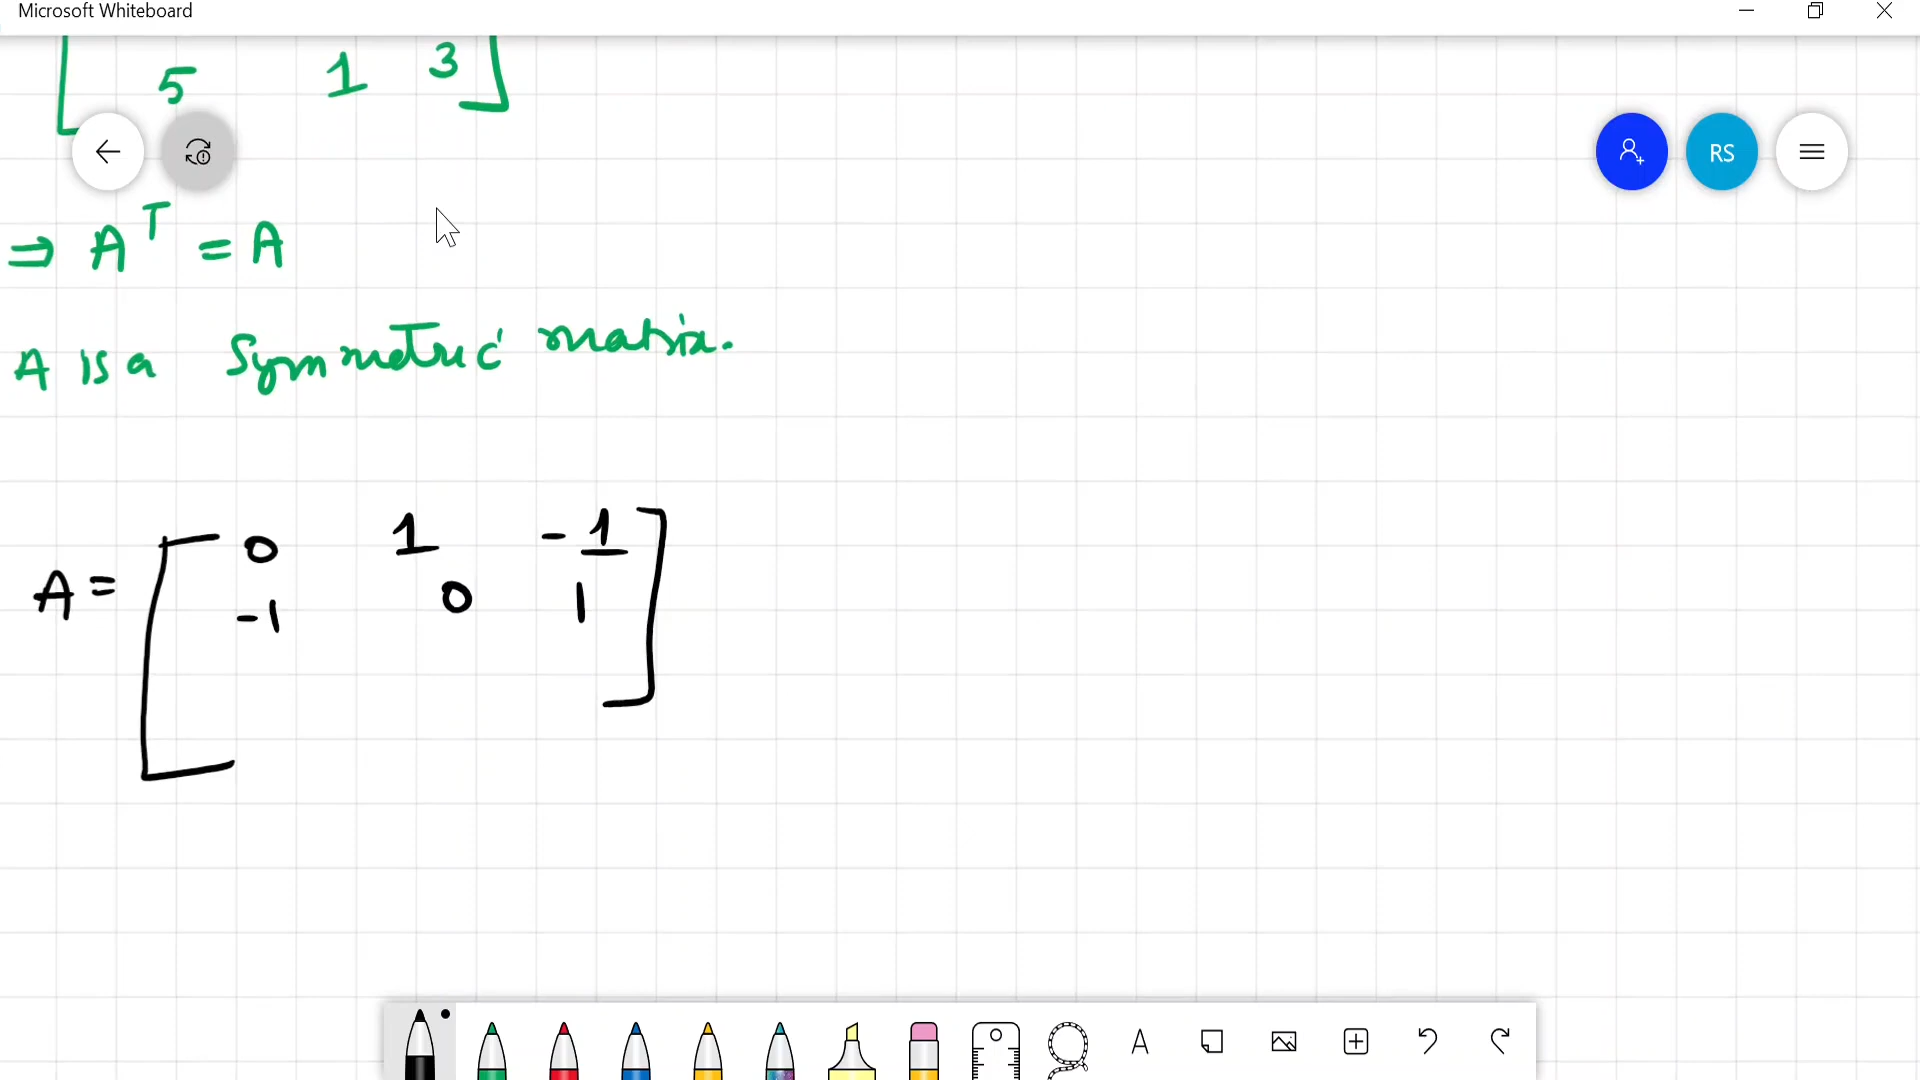 Microsoft Whiteboard
5 1 3
⇒ A^T = A
RS
A is a Symmetric matrix.
A = [ 0 1 -1
-1 0 1 ]
A